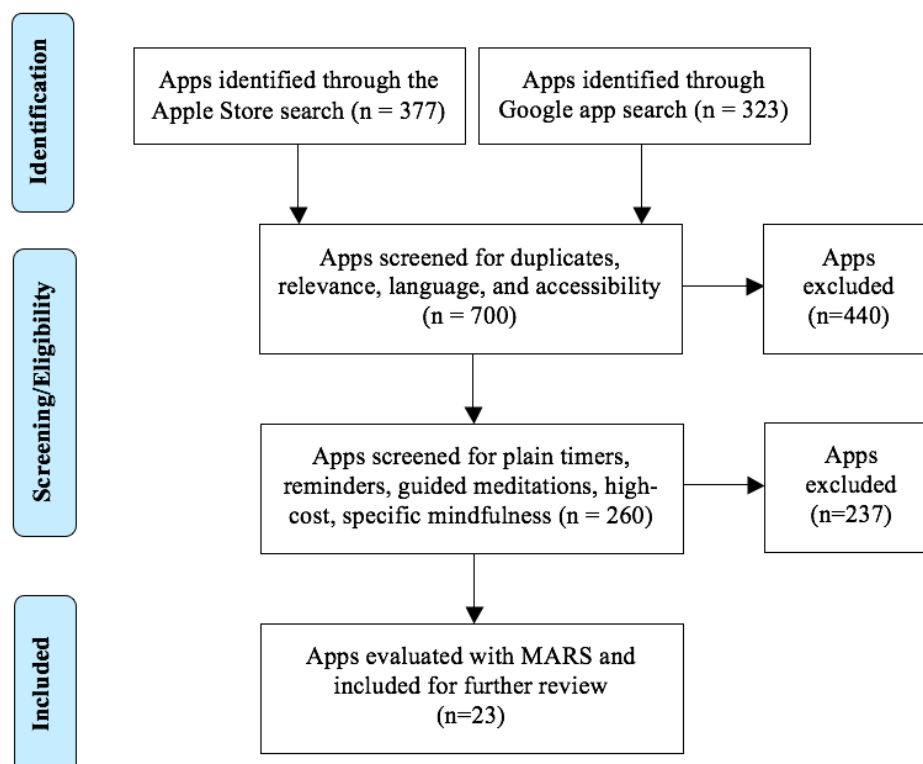 Identification
Apps identified through the
Apple Store search (n = 377)
Apps identified through
Google app search (n = 323)
Screening/Eligibility
Apps screened for duplicates,
relevance, language, and accessibility
(n = 700)
Apps
excluded
(n=440)
Apps screened for plain timers,
reminders, guided meditations, high-
cost, specific mindfulness (n = 260)
Apps
excluded
(n=237)
Included
Apps evaluated with MARS and
included for further review
(n=23)